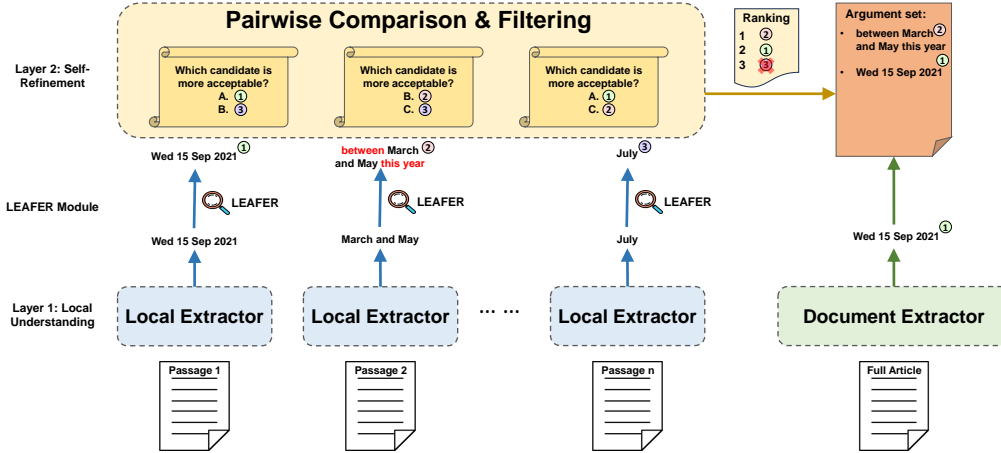 Pairwise Comparison & Filtering
Layer 2: Self-
Refinement
Which candidate is
more acceptable?
A. 1
B. 3
Which candidate is
more acceptable?
B. 2
C. 3
Which candidate is
more acceptable?
A. 1
C. 2
Ranking
1 2
2 1
3 3
Argument set:
• between March 2
and May this year
• Wed 15 Sep 2021 1
Wed 15 Sep 2021 1
between March 2
and May this year
July 3
LEAFER Module
LEAFER
LEAFER
LEAFER
Wed 15 Sep 2021
March and May
July
Wed 15 Sep 2021 1
Layer 1: Local
Understanding
Local Extractor
Local Extractor
... ...
Local Extractor
Document Extractor
Passage 1
Passage 2
Passage n
Full Article